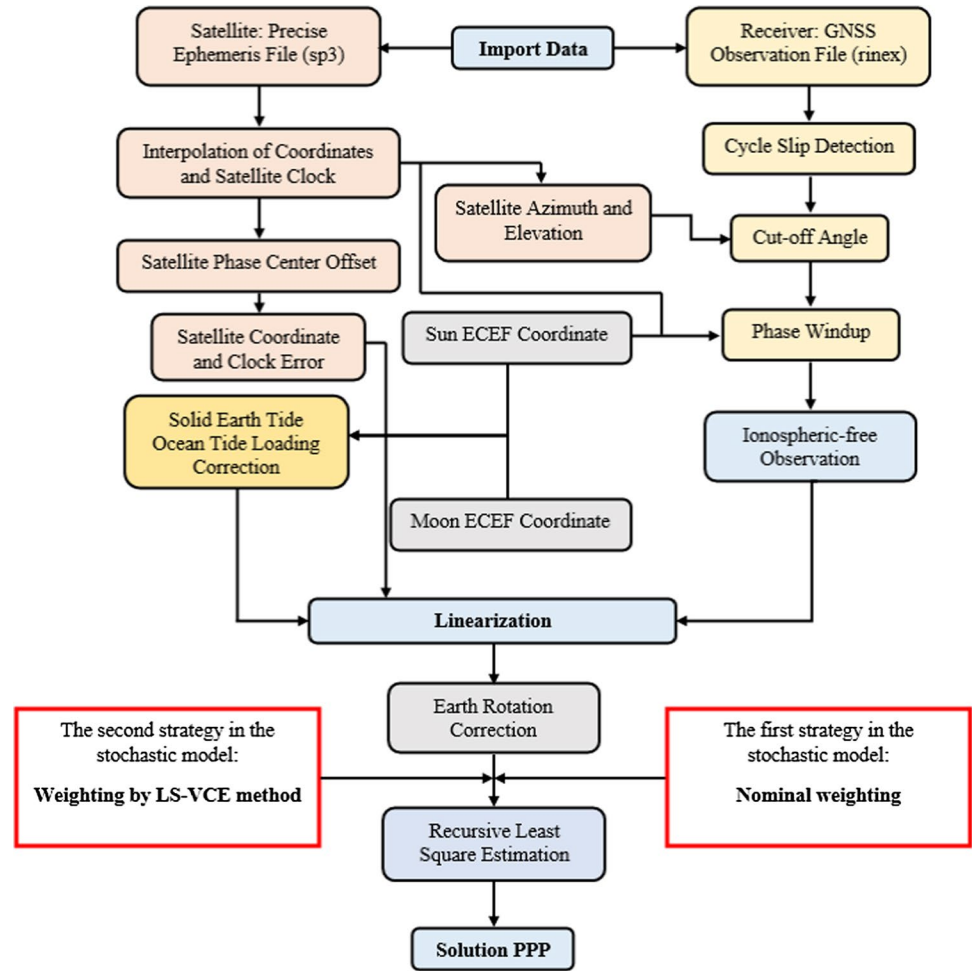 Satellite: Precise
Ephemeris File (sp3)
Import Data
Receiver: GNSS
Observation File (rinex)
Interpolation of Coordinates
and Satellite Clock
Cycle Slip Detection
Satellite Azimuth and
Elevation
Cut-off Angle
Satellite Phase Center Offset
Satellite Coordinate
and Clock Error
Sun ECEF Coordinate
Phase Windup
Solid Earth Tide
Ocean Tide Loading
Correction
Ionospheric-free
Observation
Moon ECEF Coordinate
Linearization
Earth Rotation
Correction
The second strategy in the
stochastic model:
Weighting by LS-VCE method
The first strategy in the
stochastic model:
Nominal weighting
Recursive Least
Square Estimation
Solution PPP